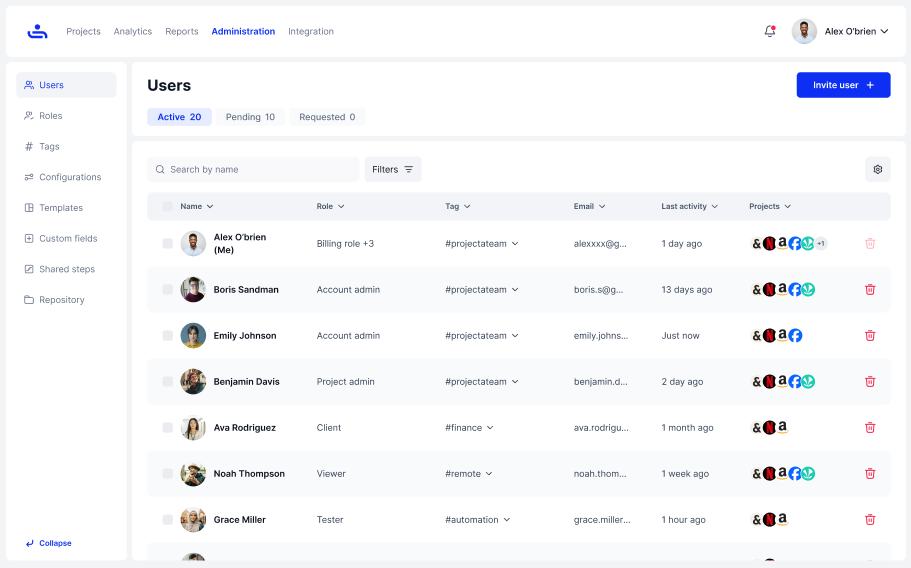 Projects Analytics Reports Administration Integration Alex O'brien
Users
Roles
Tags
Configurations
Templates
Custom fields
Shared steps
Repository
Collapse
Users
Invite user +
Active 20 Pending 10 Requested 0
Search by name Filters
Name Role Tag Email Last activity Projects
Alex O'brien
(Me) Billing role +3 #projectateam alexxxx@g... 1 day ago & N a f +1
Boris Sandman Account admin #projectateam boris.s@g... 13 days ago & N a f
Emily Johnson Account admin #projectateam emily.johns... Just now & N a f
Benjamin Davis Project admin #projectateam benjamin.d... 2 day ago & N a f
Ava Rodriguez Client #finance ava.rodrigu... 1 month ago & N a
Noah Thompson Viewer #remote noah.thom... 1 week ago & N a f
Grace Miller Tester #automation grace.miller... 1 hour ago & N a